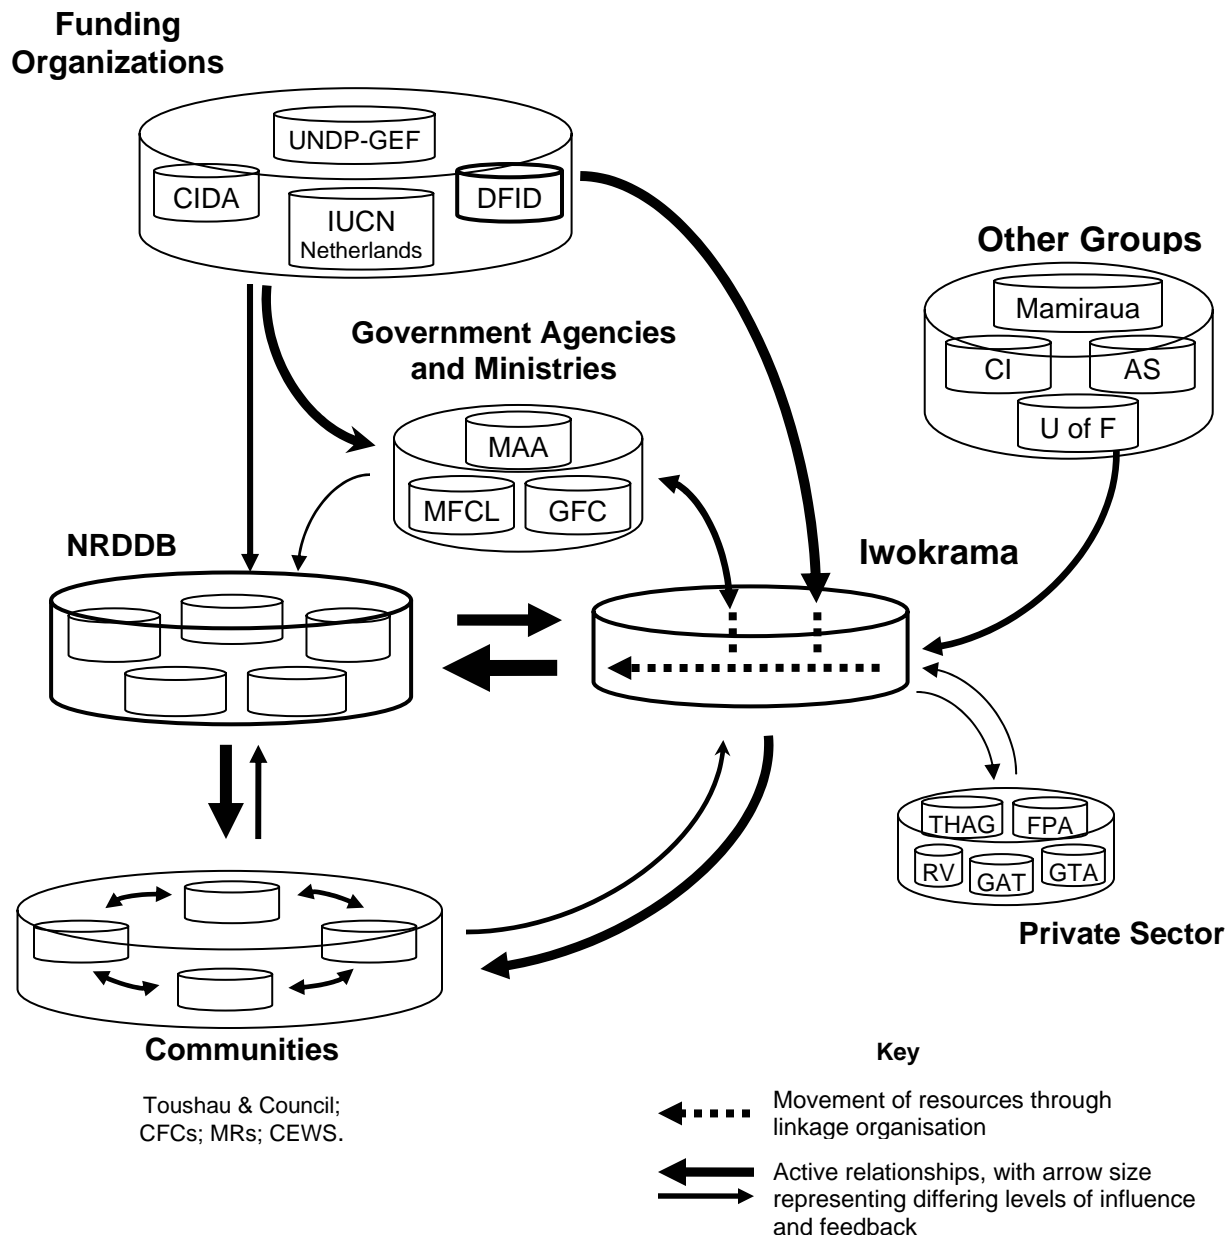 Funding
Organizations
UNDP-GEF
CIDA
DFID
IUCN
Netherlands
Other Groups
Mamiraua
CI
AS
U of F
Government Agencies
and Ministries
MAA
MFCL
GFC
NRDDB
Iwokrama
THAG
FPA
RV
GAT
GTA
Private Sector
Communities
Toushau & Council;
CFCs; MRs; CEWS.
Key
Movement of resources through
linkage organisation
Active relationships, with arrow size
representing differing levels of influence
and feedback